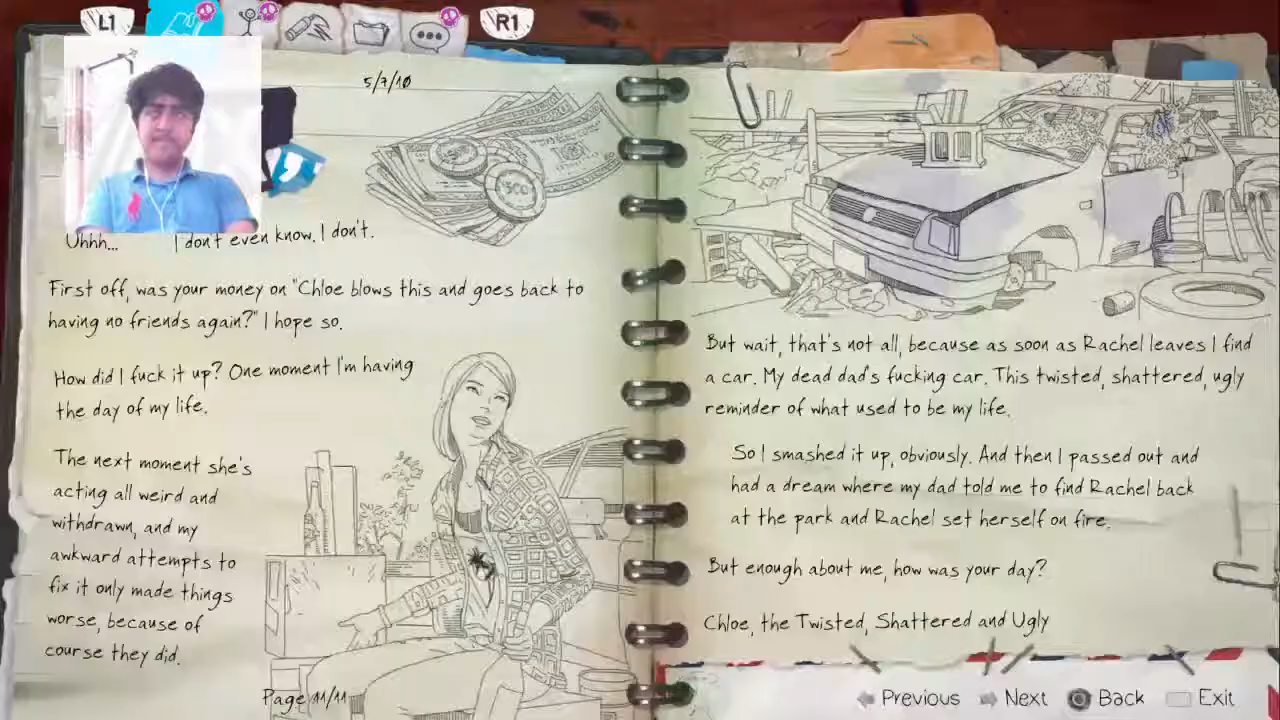 L1
R1
5/7/10
Uhhh... I don't even know. I don't.
First off, was your money on "Chloe blows this and goes back to
having no friends again?" I hope so.
How did I fuck it up? One moment I'm having
the day of my life.
The next moment she's
acting all weird and
withdrawn, and my
awkward attempts to
fix it only made things
worse, because of
course they did.
Page 11/11
But wait, that's not all, because as soon as Rachel leaves I find
a car. My dead dad's fucking car. This twisted, shattered, ugly
reminder of what used to be my life.
So I smashed it up, obviously. And then I passed out and
had a dream where my dad told me to find Rachel back
at the park and Rachel set herself on fire.
But enough about me, how was your day?
Chloe, the Twisted, Shattered and Ugly
Previous Next Back Exit